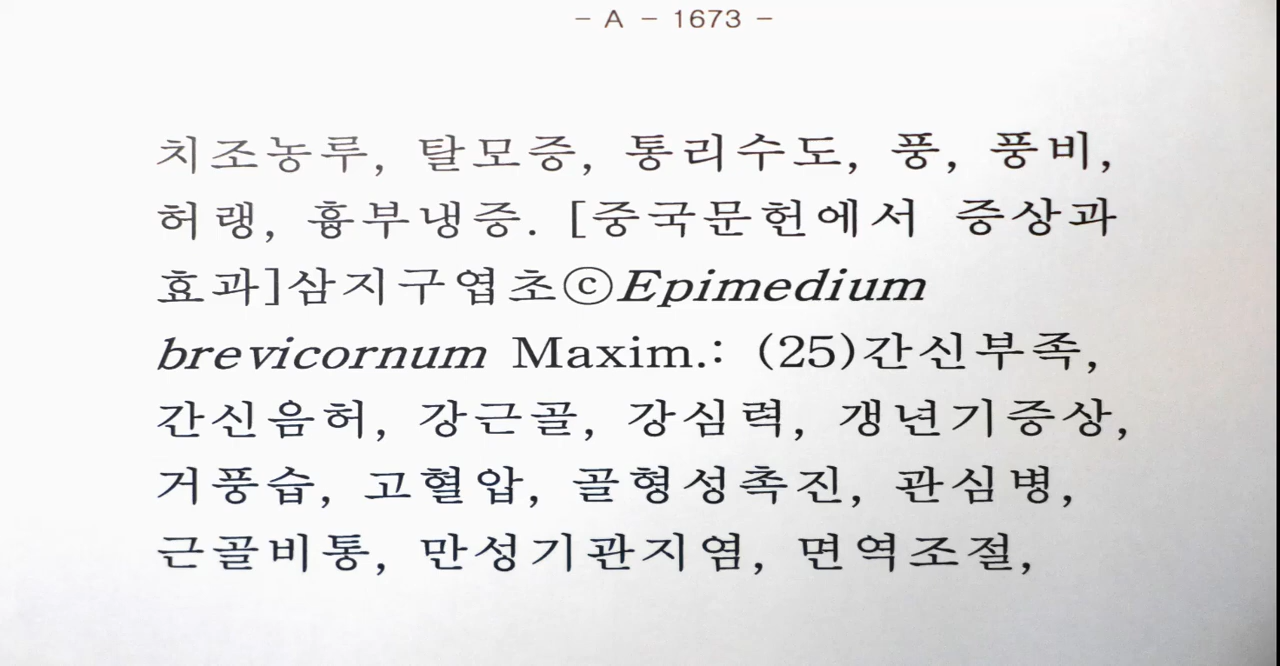 - A - 1673 -
치조농루, 탈모증, 통리수도, 풍, 풍비,
허랭, 흉부냉증. [중국문헌에서 증상과
효과]삼지구엽초ⓒEpimedium
brevicornum Maxim.: (25)간신부족,
간신음허, 강근골, 강심력, 갱년기증상,
거풍습, 고혈압, 골형성촉진, 관심병,
근골비통, 만성기관지염, 면역조절,